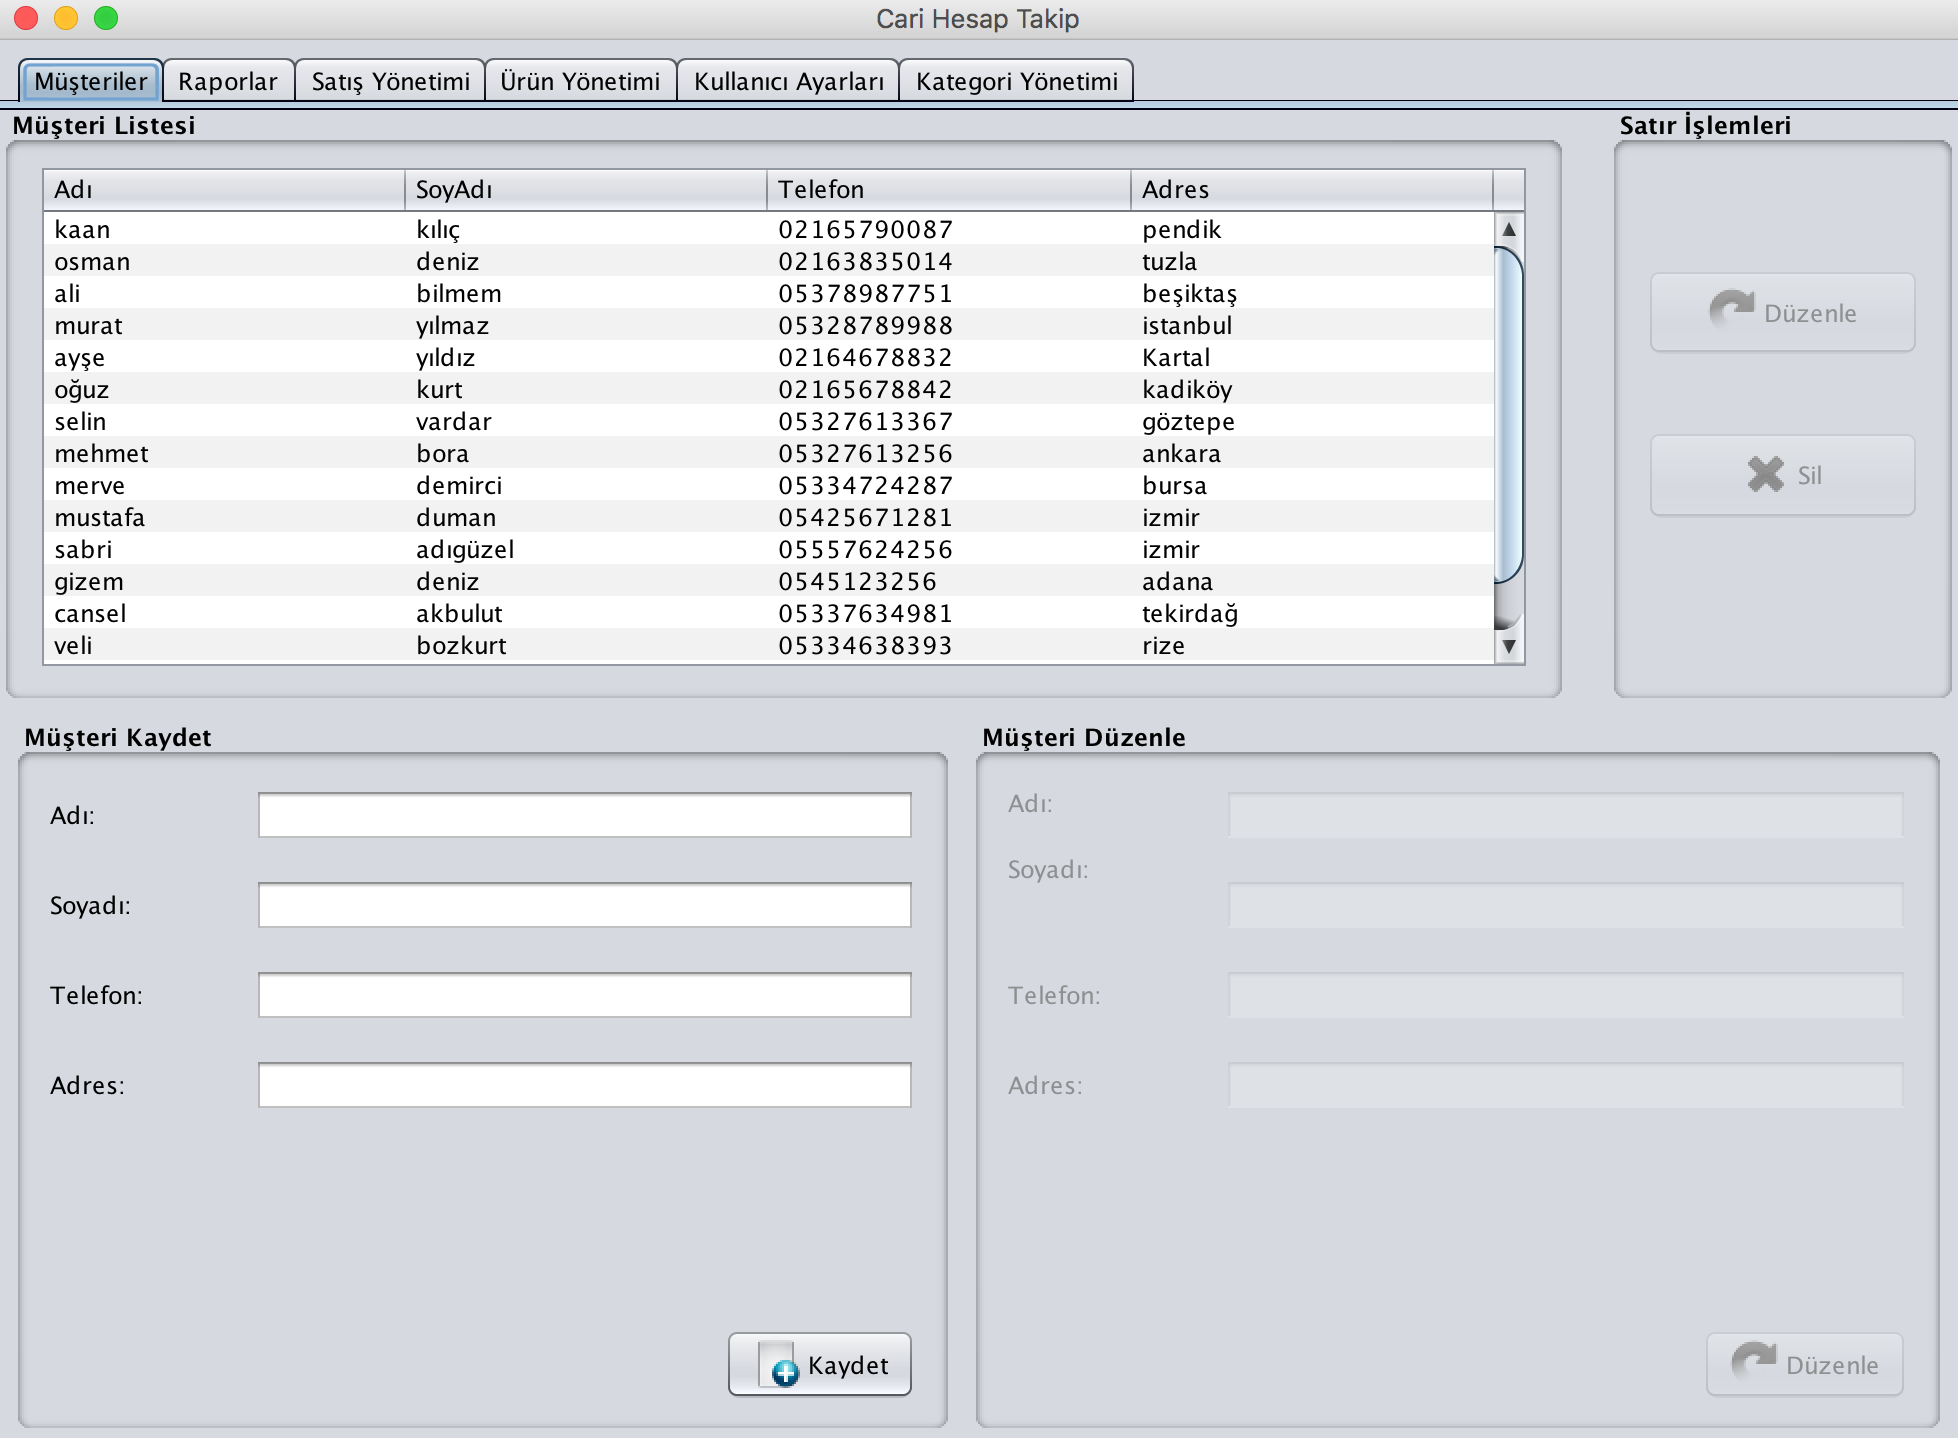 Cari Hesap Takip
Müşteriler Raporlar Satış Yönetimi Ürün Yönetimi Kullanıcı Ayarları Kategori Yönetimi
Müşteri Listesi
Adı SoyAdı Telefon Adres
kaan kılıç 02165790087 pendik
osman deniz 02163835014 tuzla
ali bilmem 05378987751 beşiktaş
murat yılmaz 05328789988 istanbul
ayşe yıldız 02164678832 Kartal
oğuz kurt 02165678842 kadiköy
selin vardar 05327613367 göztepe
mehmet bora 05327613256 ankara
merve demirci 05334724287 bursa
mustafa duman 05425671281 izmir
sabri adıgüzel 05557624256 izmir
gizem deniz 0545123256 adana
cansel akbulut 05337634981 tekirdağ
veli bozkurt 05334638393 rize
Satır İşlemleri
Düzenle
Sil
Müşteri Kaydet
Adı:
Soyadı:
Telefon:
Adres:
Kaydet
Müşteri Düzenle
Adı:
Soyadı:
Telefon:
Adres:
Düzenle